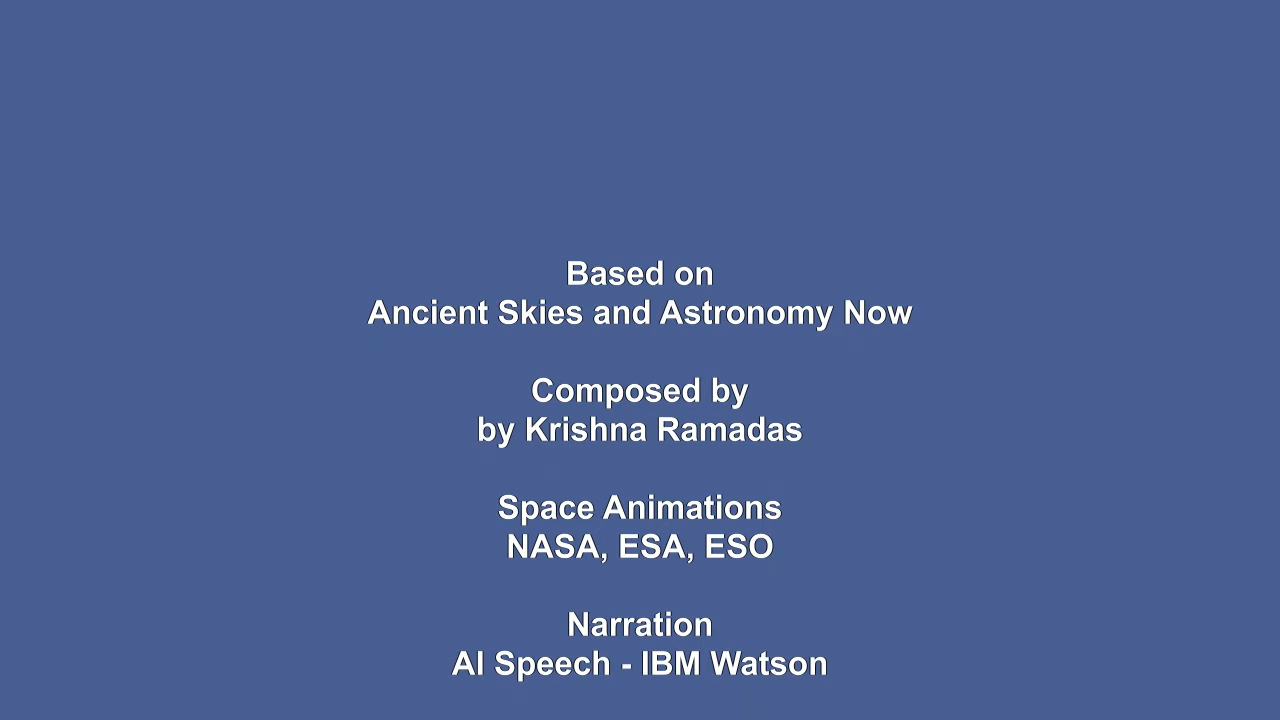 Based on
Ancient Skies and Astronomy Now
Composed by
by Krishna Ramadas
Space Animations
NASA, ESA, ESO
Narration
AI Speech - IBM Watson